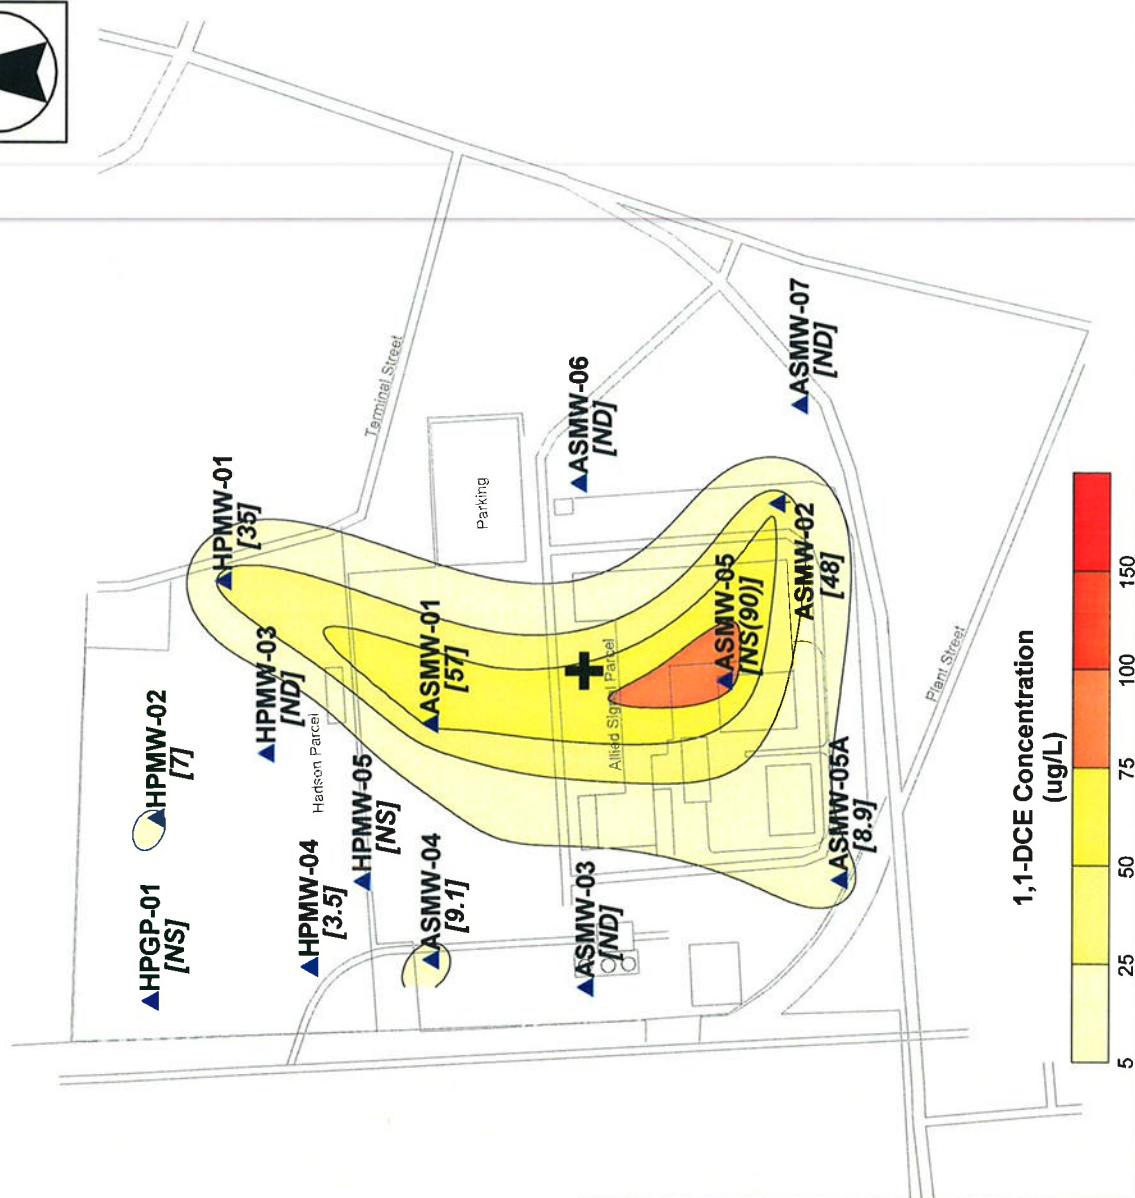 HPGP-01
[NS]
HPMW-02
[7]
HPMW-04
[3.5]
HPMW-03
[ND]
HPMW-01
[35]
Harlson Parcel
HPMW-05
[NS]
Terminal Street
ASMW-04
[9.1]
ASMW-01
[57]
Parking
ASMW-03
[ND]
Allied Signal Parcel
ASMW-06
[ND]
ASMW-05
[NS(90)]
ASMW-07
[ND]
ASMW-02
[48]
ASMW-05A
[8.9]
Plant Street
1,1-DCE Concentration
(ug/L)
5 25 50 75 100 150